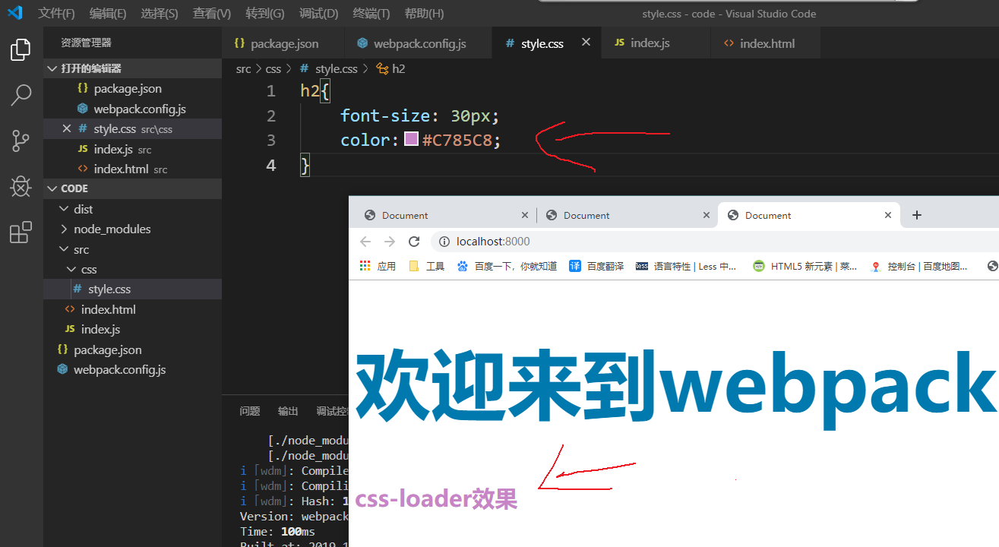 文件(F) 编辑(E) 选择(S) 查看(V) 转到(G) 调试(D) 终端(T) 帮助(H) style.css - code - Visual Studio Code
资源管理器
打开的编辑器
package.json
webpack.config.js
style.css src\css
index.js src
index.html src
CODE
dist
node_modules
src
css
style.css
index.html
index.js
package.json
webpack.config.js
package.json webpack.config.js style.css index.js index.html
src > css > # style.css > h2
1 h2{
2 font-size: 30px;
3 color: #C785C8;
4 }
问题 输出 调试控
[./node_modu
[./node_modu
i ｢wdm｣: Compile
i ｢wdm｣: Compili
i ｢wdm｣: Hash: 1
Version: webpack
Time: 100ms
Built at: 2019-1
Document Document Document
localhost:8000
应用 工具 百度一下，你就知道 译 百度翻译 less 语言特性 | Less 中... HTML5 新元素 | 菜... 控制台 | 百度地图...
欢迎来到webpack
css-loader效果